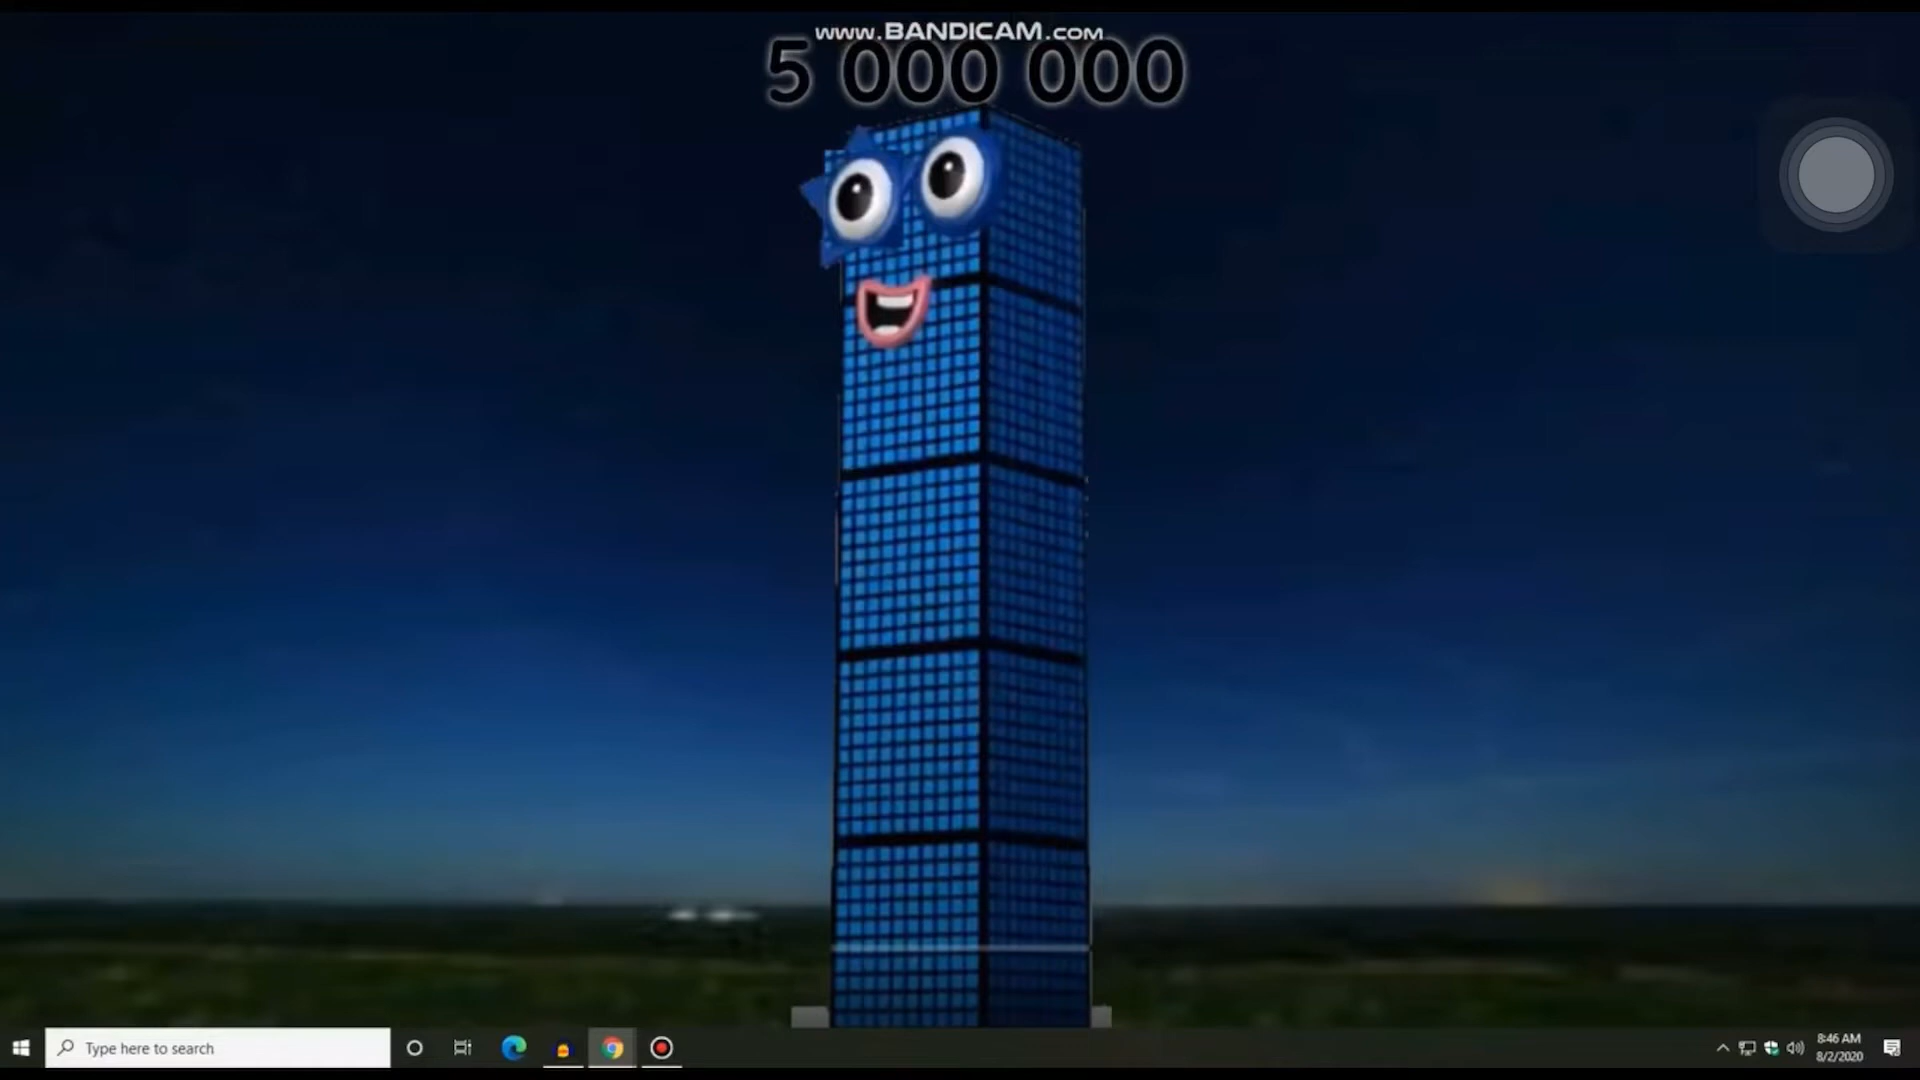 www.BANDICAM.com
5 000 000
Type here to search
8:46 AM
8/2/2020